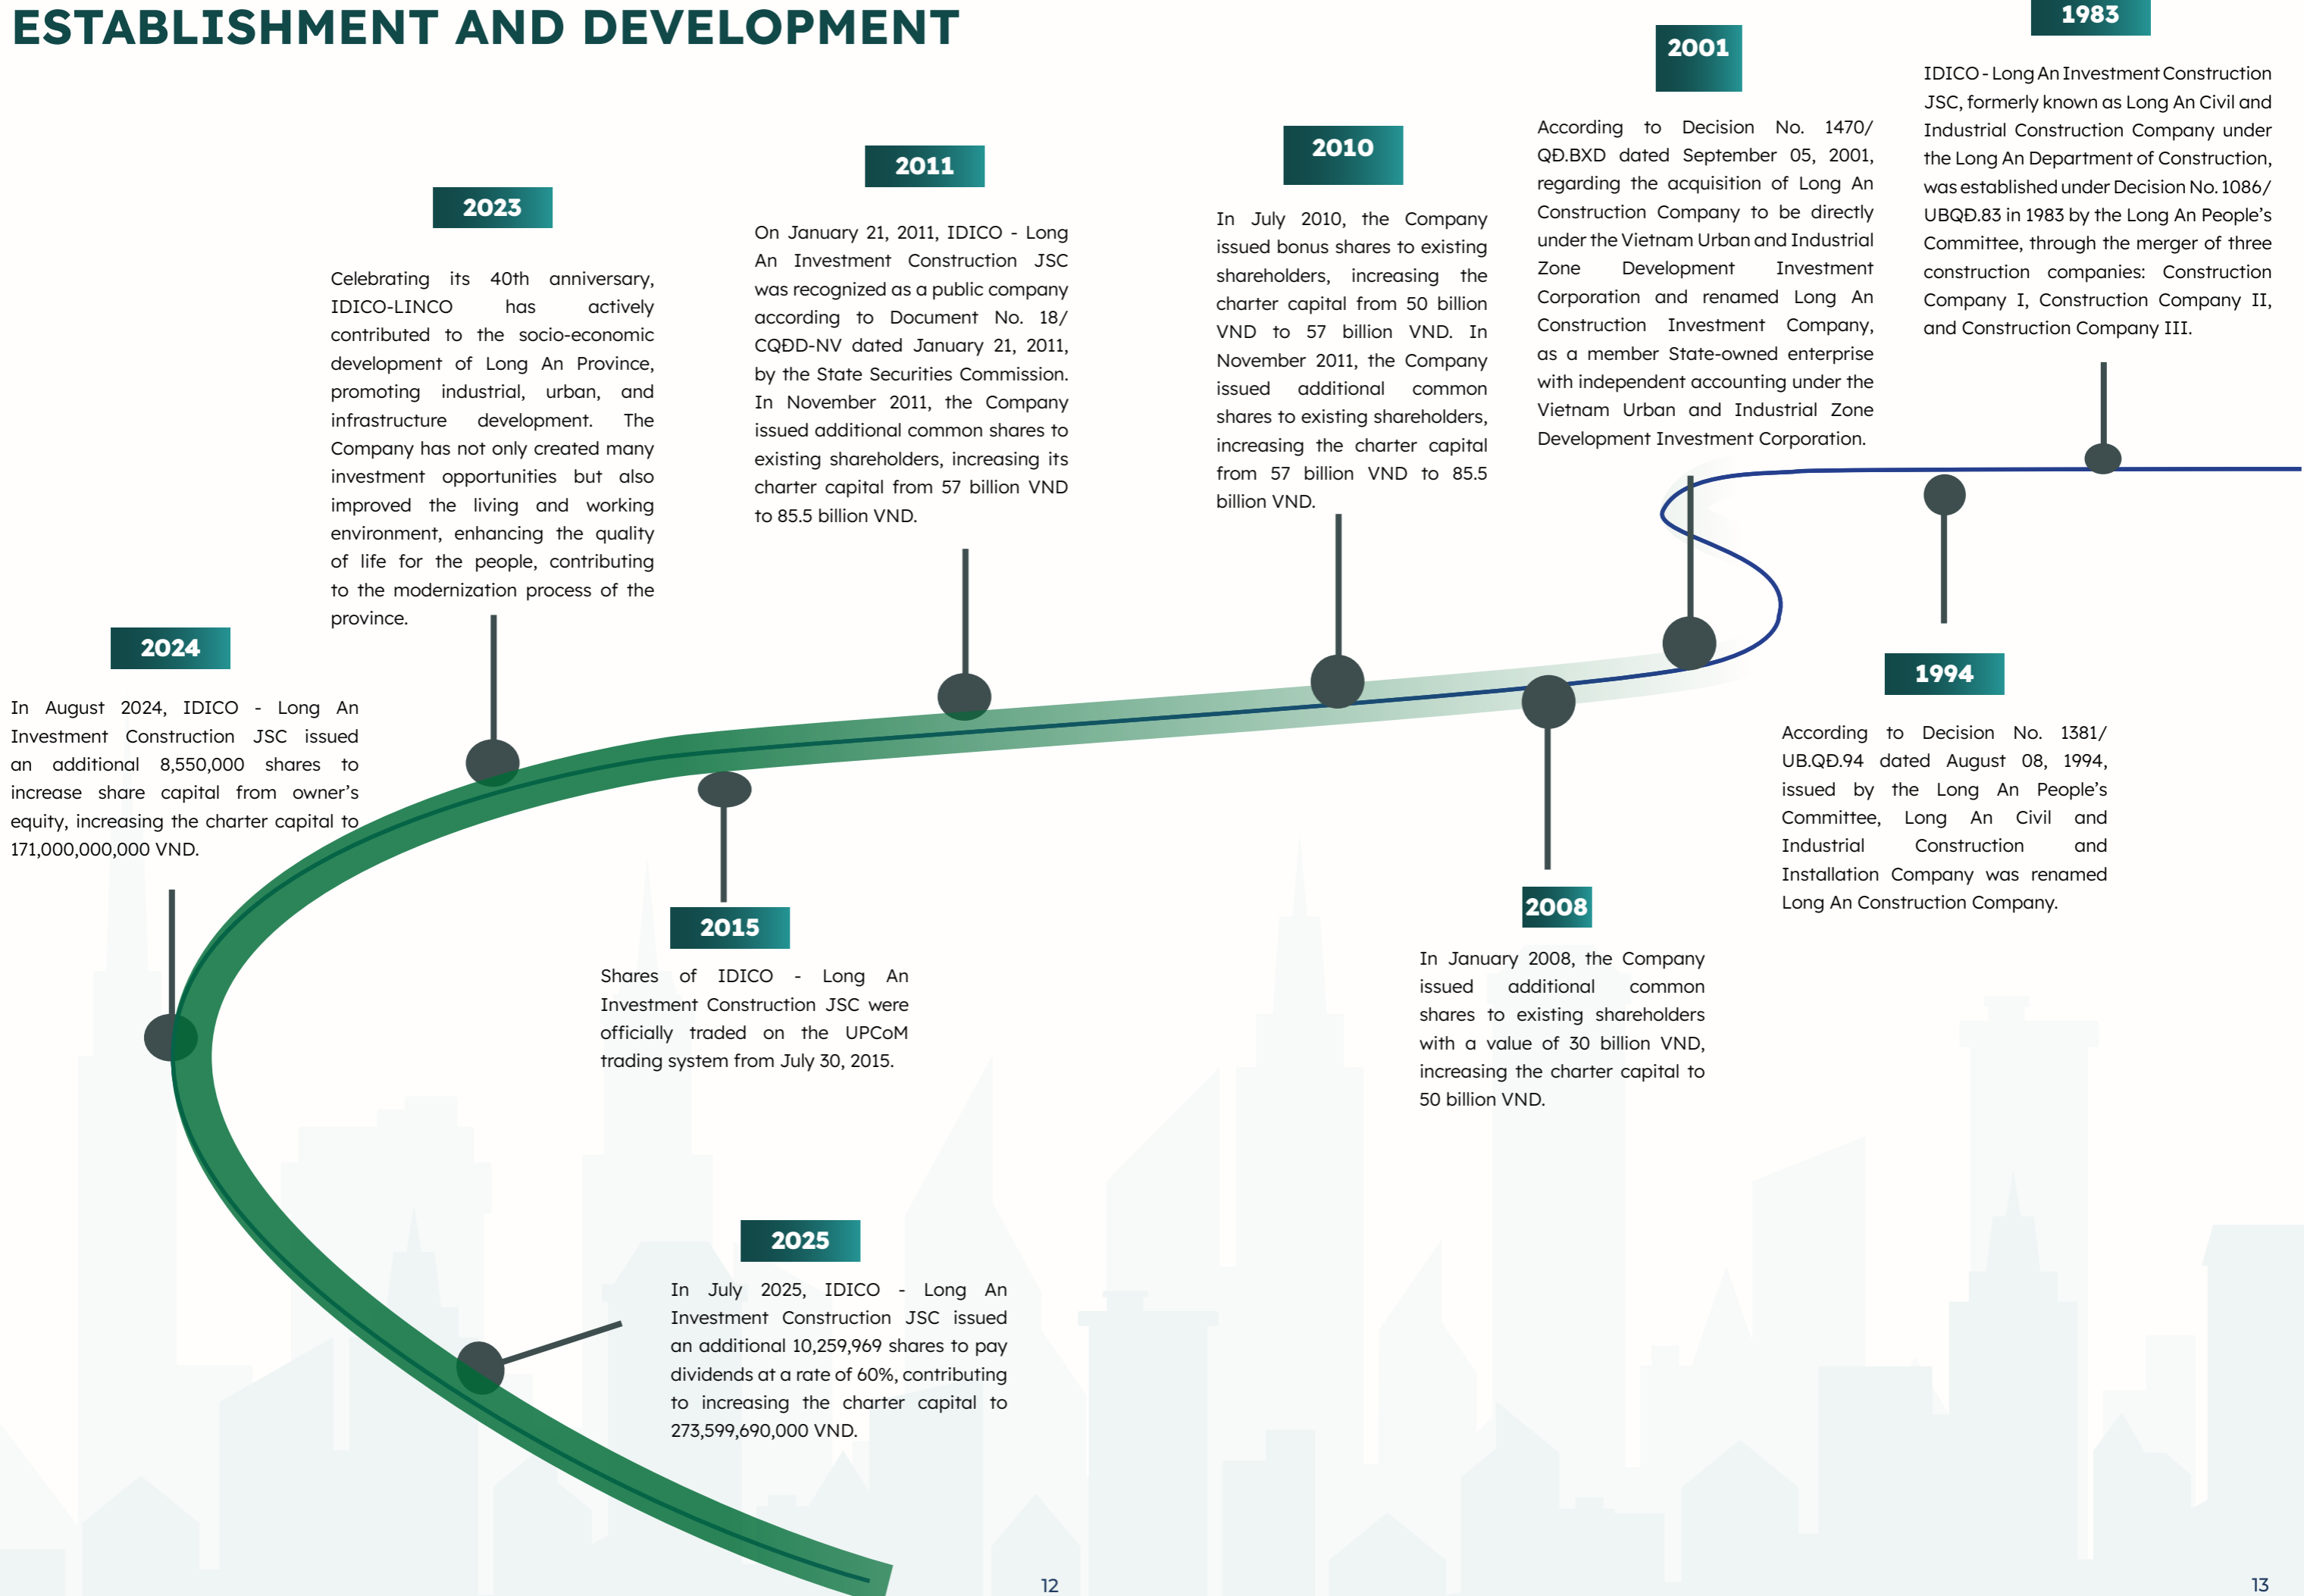 ESTABLISHMENT AND DEVELOPMENT
1983
IDICO - Long An Investment Construction
JSC, formerly known as Long An Civil and
Industrial Construction Company under
the Long An Department of Construction,
was established under Decision No. 1086/
UBQĐ.83 in 1983 by the Long An People’s
Committee, through the merger of three
construction companies: Construction
Company I, Construction Company II,
and Construction Company III.
1994
According to Decision No. 1381/
UB.QĐ.94 dated August 08, 1994,
issued by the Long An People’s
Committee, Long An Civil and
Industrial Construction and
Installation Company was renamed
Long An Construction Company.
2001
According to Decision No. 1470/
QĐ.BXD dated September 05, 2001,
regarding the acquisition of Long An
Construction Company to be directly
under the Vietnam Urban and Industrial
Zone Development Investment
Corporation and renamed Long An
Construction Investment Company,
as a member State-owned enterprise
with independent accounting under the
Vietnam Urban and Industrial Zone
Development Investment Corporation.
2008
In January 2008, the Company
issued additional common
shares to existing shareholders
with a value of 30 billion VND,
increasing the charter capital to
50 billion VND.
2010
In July 2010, the Company
issued bonus shares to existing
shareholders, increasing the
charter capital from 50 billion
VND to 57 billion VND. In
November 2011, the Company
issued additional common
shares to existing shareholders,
increasing the charter capital
from 57 billion VND to 85.5
billion VND.
2011
On January 21, 2011, IDICO - Long
An Investment Construction JSC
was recognized as a public company
according to Document No. 18/
CQĐD-NV dated January 21, 2011,
by the State Securities Commission.
In November 2011, the Company
issued additional common shares to
existing shareholders, increasing its
charter capital from 57 billion VND
to 85.5 billion VND.
2015
Shares of IDICO - Long An
Investment Construction JSC were
officially traded on the UPCoM
trading system from July 30, 2015.
2023
Celebrating its 40th anniversary,
IDICO-LINCO has actively
contributed to the socio-economic
development of Long An Province,
promoting industrial, urban, and
infrastructure development. The
Company has not only created many
investment opportunities but also
improved the living and working
environment, enhancing the quality
of life for the people, contributing
to the modernization process of the
province.
2024
In August 2024, IDICO - Long An
Investment Construction JSC issued
an additional 8,550,000 shares to
increase share capital from owner’s
equity, increasing the charter capital to
171,000,000,000 VND.
2025
In July 2025, IDICO - Long An
Investment Construction JSC issued
an additional 10,259,969 shares to pay
dividends at a rate of 60%, contributing
to increasing the charter capital to
273,599,690,000 VND.
12
13